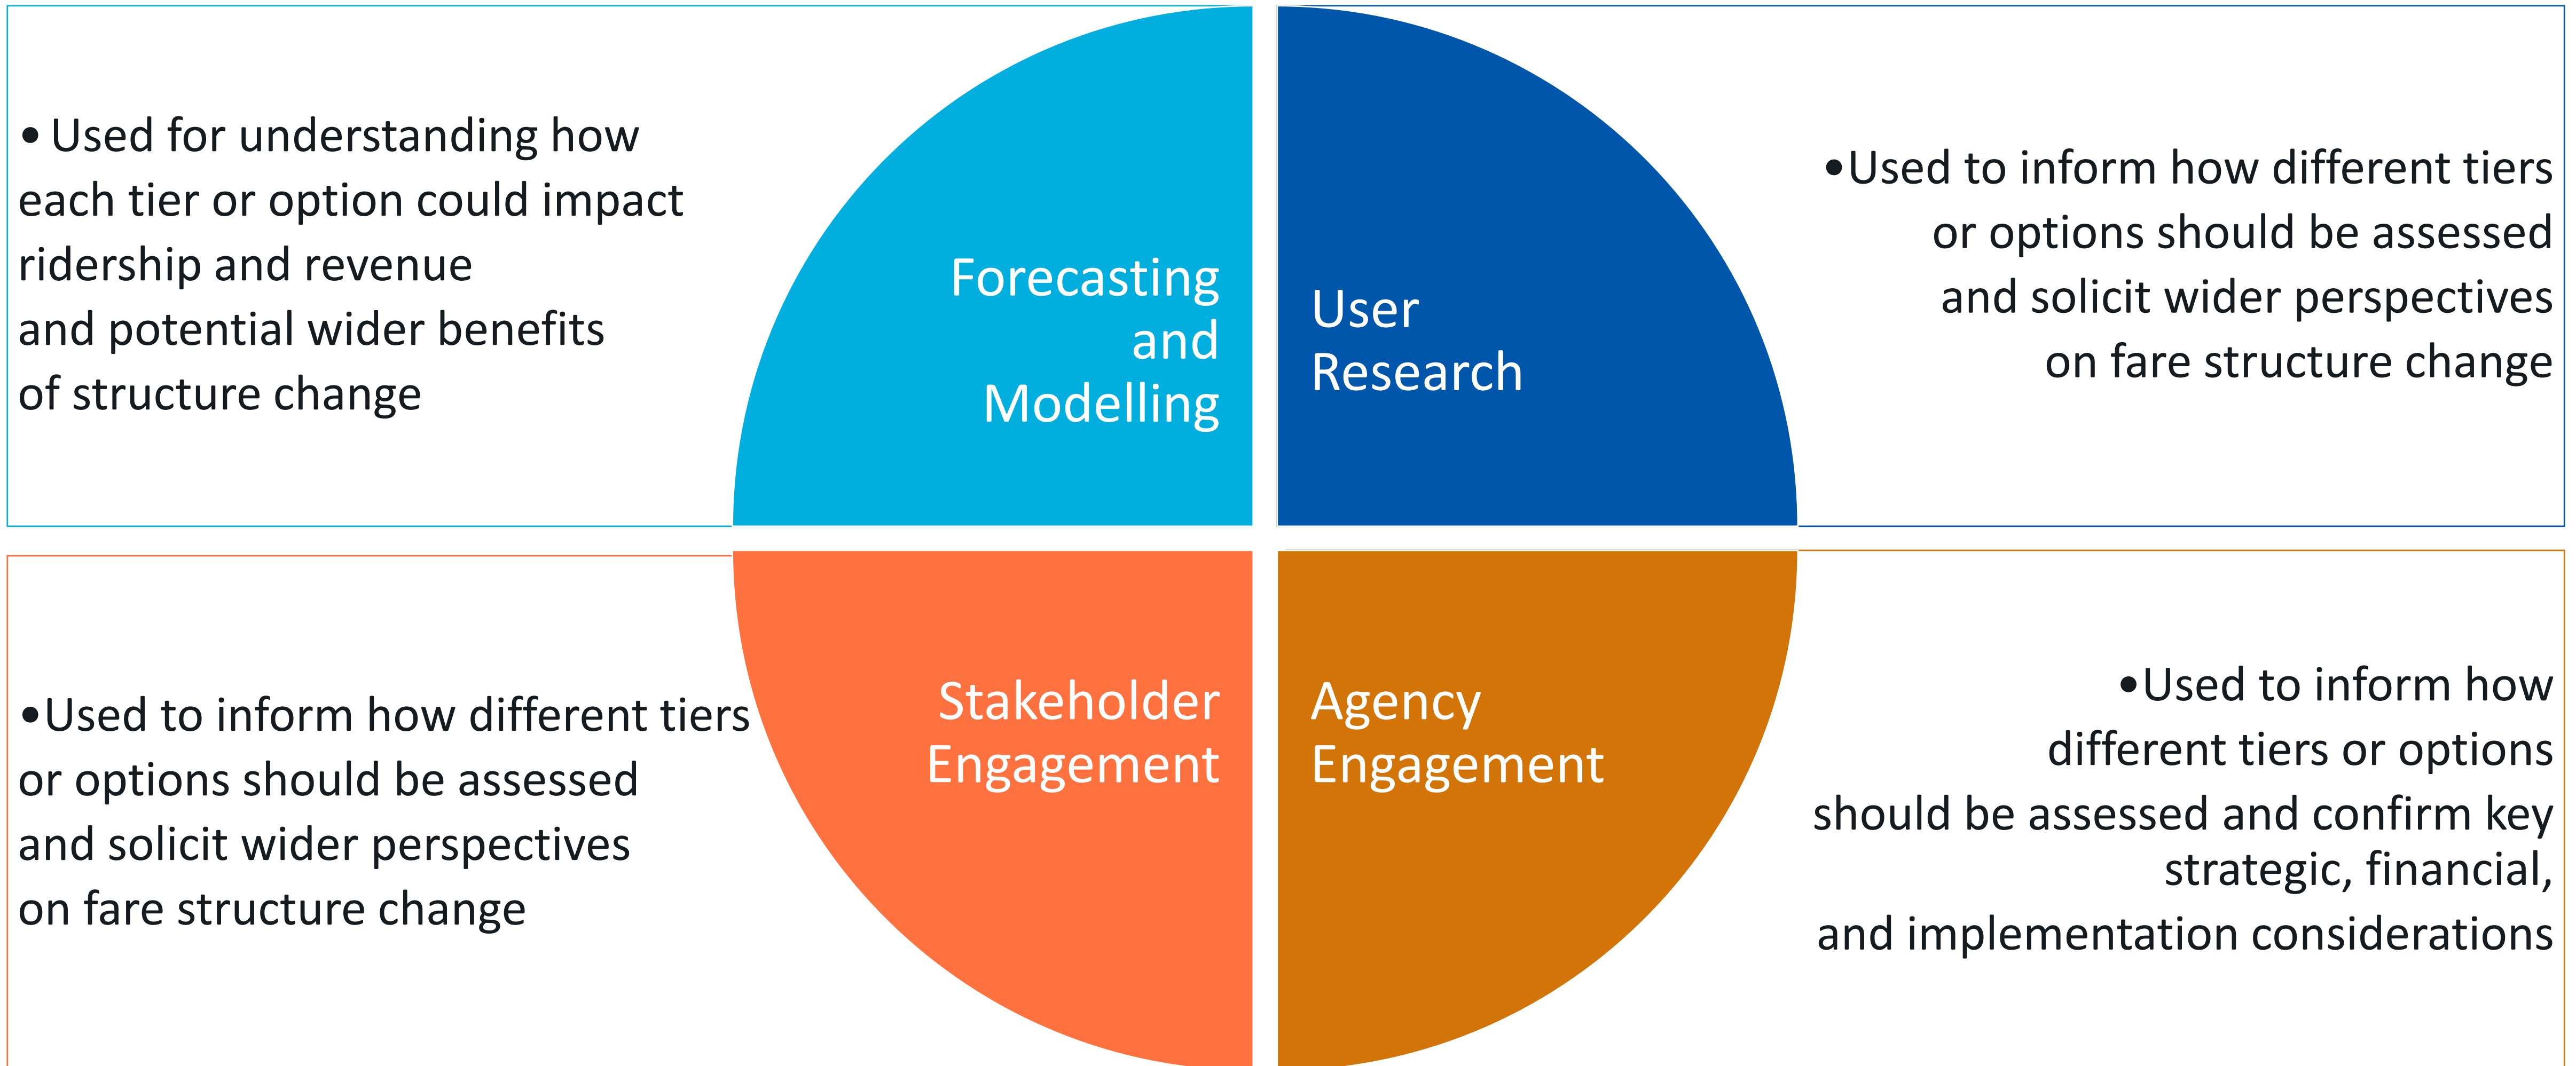 • Used for understanding how
each tier or option could impact
ridership and revenue
and potential wider benefits
of structure change
Forecasting
and
Modelling
User
Research
•Used to inform how different tiers
or options should be assessed
and solicit wider perspectives
on fare structure change
•Used to inform how different tiers
or options should be assessed
and solicit wider perspectives
on fare structure change
Stakeholder
Engagement
Agency
Engagement
•Used to inform how
different tiers or options
should be assessed and confirm key
strategic, financial,
and implementation considerations